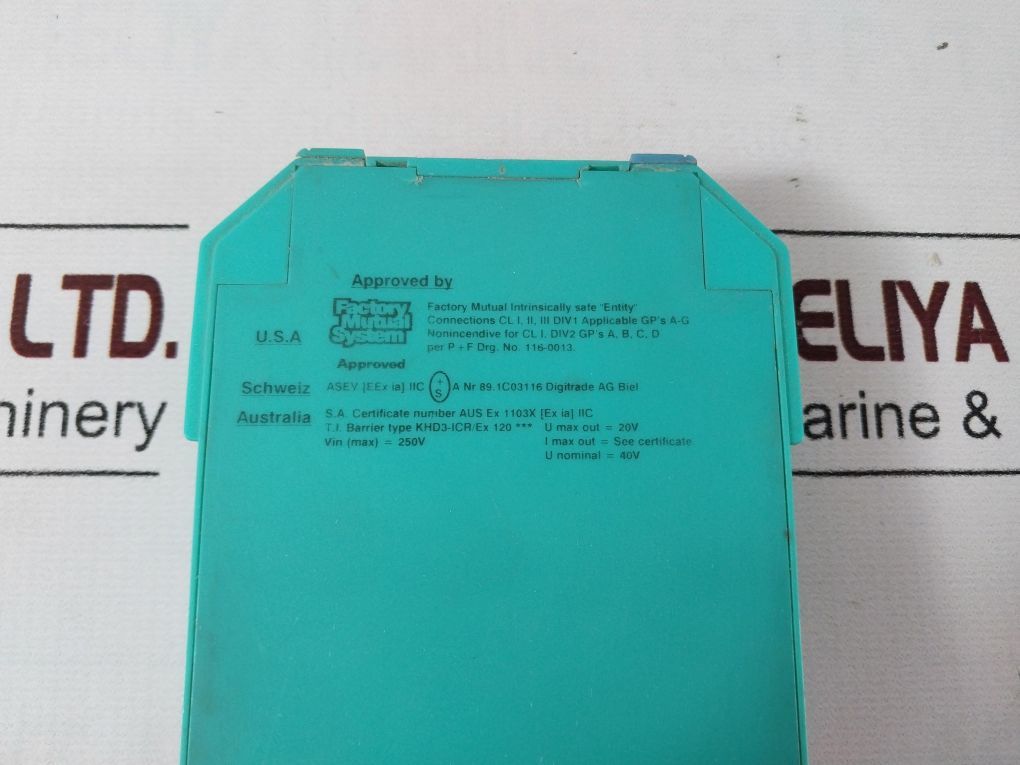 Approved by
Factory
Mutual
System
Approved
U.S.A
Factory Mutual Intrinsically safe "Entity"
Connections CL I, II, III DIV1 Applicable GP's A-G
Nonincendive for CL I. DIV2 GP's A, B, C, D
per P+F Drg. No. 116-0013.
Schweiz ASEV [EEx ia] IIC + S A Nr 89.1C03116 Digitrade AG Biel
Australia S.A. Certificate number AUS Ex 1103X [Ex ia] IIC
T.I. Barrier type KHD3-ICR/Ex 120 *** U max out = 20V
Vin (max) = 250V I max out = See certificate
U nominal = 40V
LTD. ELIYA
hinery arine &